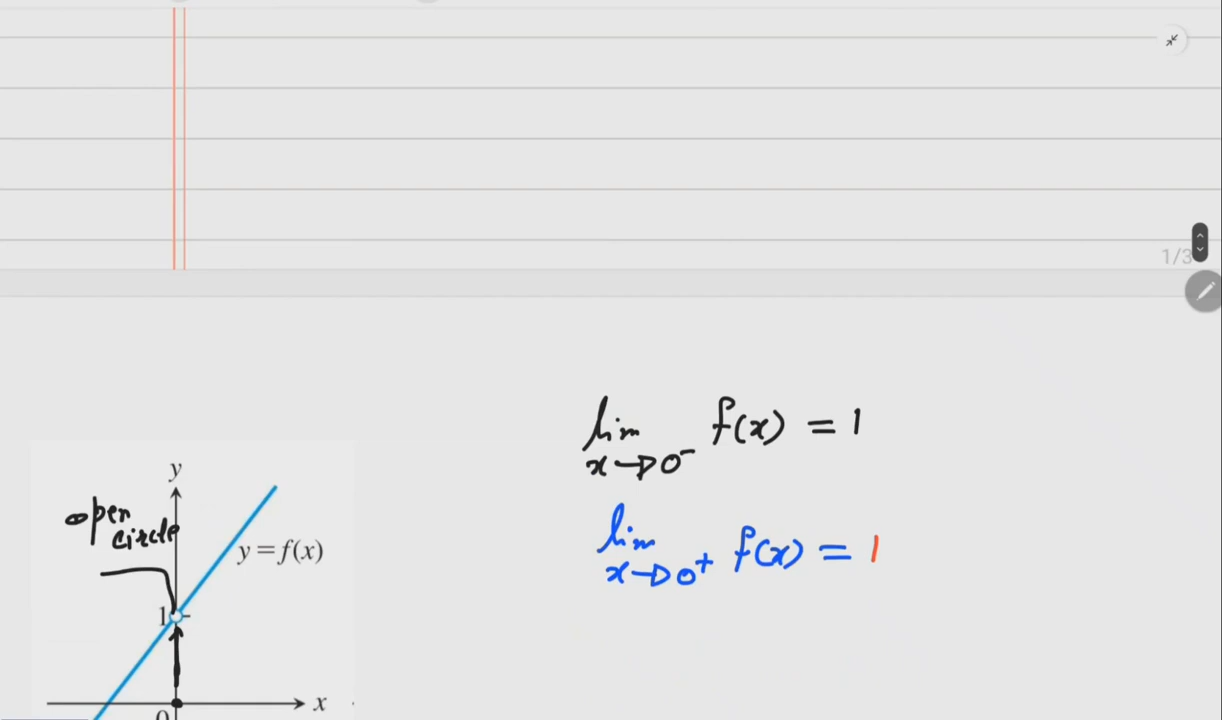 1/3
lim f(x) = 1
x→0⁻
lim f(x) = 1
x→0⁺
y
open
circle
y = f(x)
1
x
0